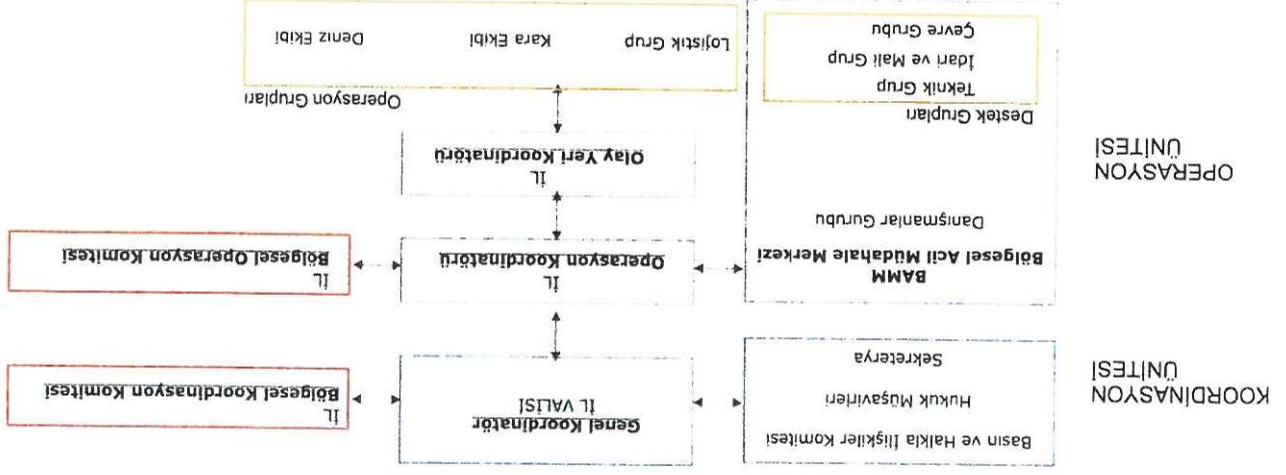 KOORDİNASYON
ÜNİTESİ
Basın ve Halkla İlişkiler Komitesi
Hukuk Müşavirleri
Sekreterya
Genel Koordinatör
İL VALİSİ
İL
Bölgesel Koordinasyon Komitesi
OPERASYON
ÜNİTESİ
BAMM
Bölgesel Acil Müdahale Merkezi
Danışmanlar Gurubu
Destek Grupları
Teknik Grup
İdari ve Mali Grup
Çevre Grubu
İL
Operasyon Koordinatörü
İL
Bölgesel Operasyon Komitesi
İL
Olay Yeri Koordinatörü
Operasyon Grupları
Lojistik Grup
Kara Ekibi
Deniz Ekibi